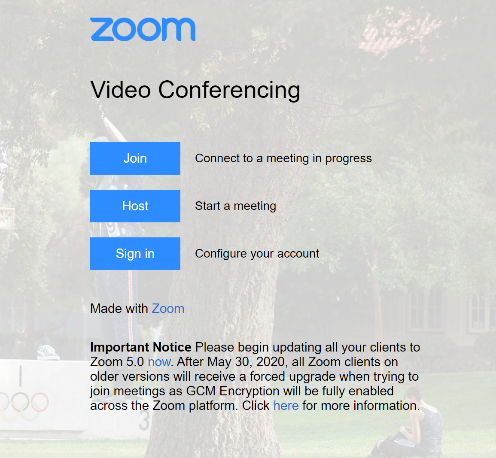 zoom
Video Conferencing
Join Connect to a meeting in progress
Host Start a meeting
Sign in Configure your account
Made with Zoom
Important Notice Please begin updating all your clients to
Zoom 5.0 now. After May 30, 2020, all Zoom clients on
older versions will receive a forced upgrade when trying to
join meetings as GCM Encryption will be fully enabled
across the Zoom platform. Click here for more information.
1
3